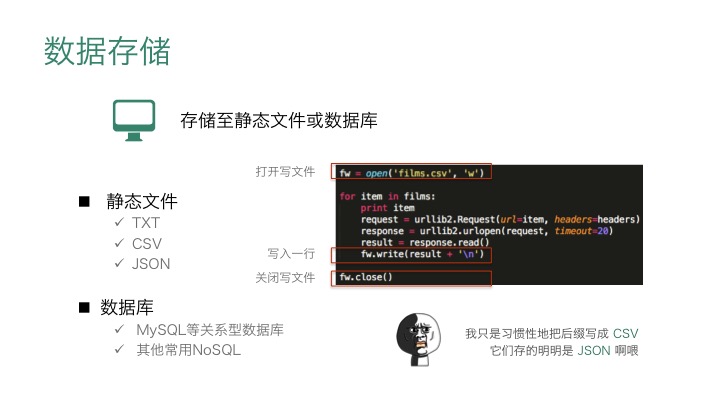 数据存储
存储至静态文件或数据库
静态文件
TXT
CSV
JSON
数据库
MySQL等关系型数据库
其他常用NoSQL
打开写文件
写入一行
关闭写文件
fw = open('films.csv', 'w')
for item in films:
    print item
    request = urllib2.Request(url=item, headers=headers)
    response = urllib2.urlopen(request, timeout=20)
    result = response.read()
    fw.write(result + '\n')
fw.close()
我只是习惯性地把后缀写成 CSV
它们存的明明是 JSON 啊喂